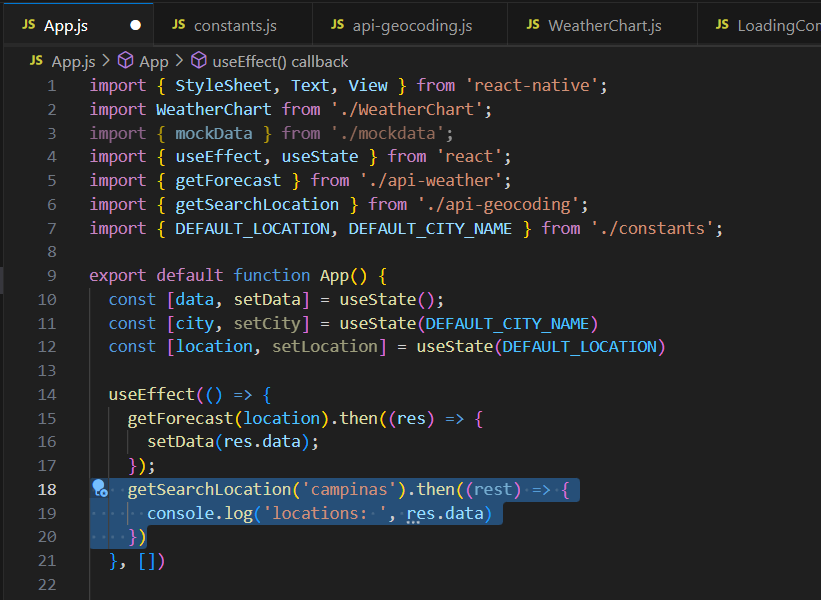 JS App.js ● JS constants.js JS api-geocoding.js JS WeatherChart.js JS LoadingCor
JS App.js > App > useEffect() callback
1 import { StyleSheet, Text, View } from 'react-native';
2 import WeatherChart from './WeatherChart';
3 import { mockData } from './mockdata';
4 import { useEffect, useState } from 'react';
5 import { getForecast } from './api-weather';
6 import { getSearchLocation } from './api-geocoding';
7 import { DEFAULT_LOCATION, DEFAULT_CITY_NAME } from './constants';
8
9 export default function App() {
10 const [data, setData] = useState();
11 const [city, setCity] = useState(DEFAULT_CITY_NAME)
12 const [location, setLocation] = useState(DEFAULT_LOCATION)
13
14 useEffect(() => {
15 getForecast(location).then((res) => {
16 setData(res.data);
17 });
18 getSearchLocation('campinas').then((rest) => {
19 console.log('locations: ', res.data)
20 })
21 }, [])
22